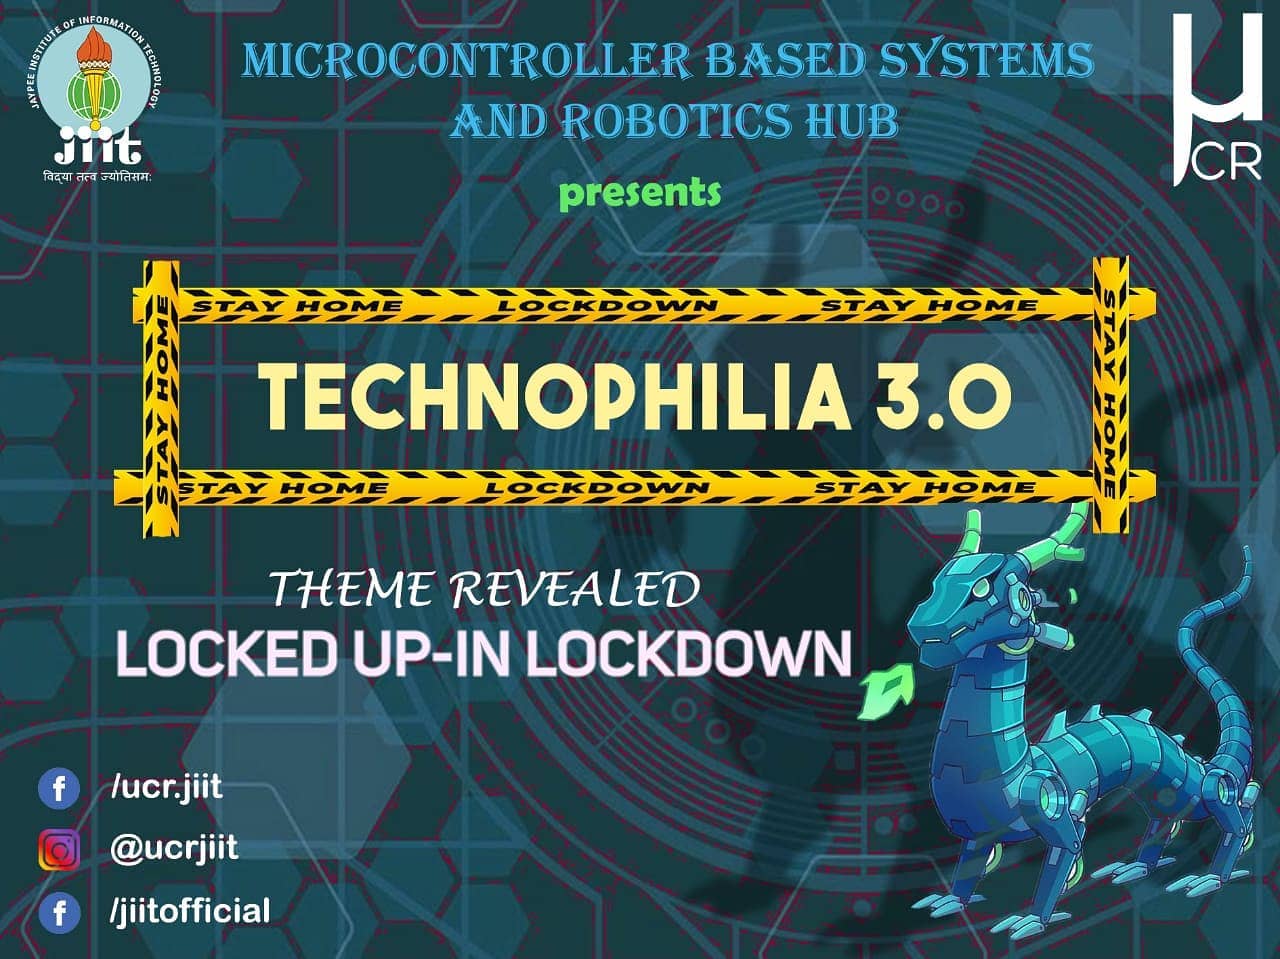 JAYPEE INSTITUTE OF INFORMATION TECHNOLOGY
jiit
विद्या तत्व ज्योतिसम:
MICROCONTROLLER BASED SYSTEMS
AND ROBOTICS HUB
μ
CR
presents
STAY HOME LOCKDOWN STAY HOME
STAY HOME
STAY HOME
TECHNOPHILIA 3.0
STAY HOME LOCKDOWN STAY HOME
THEME REVEALED
LOCKED UP-IN LOCKDOWN
/ucr.jiit
@ucrjiit
/jiitofficial